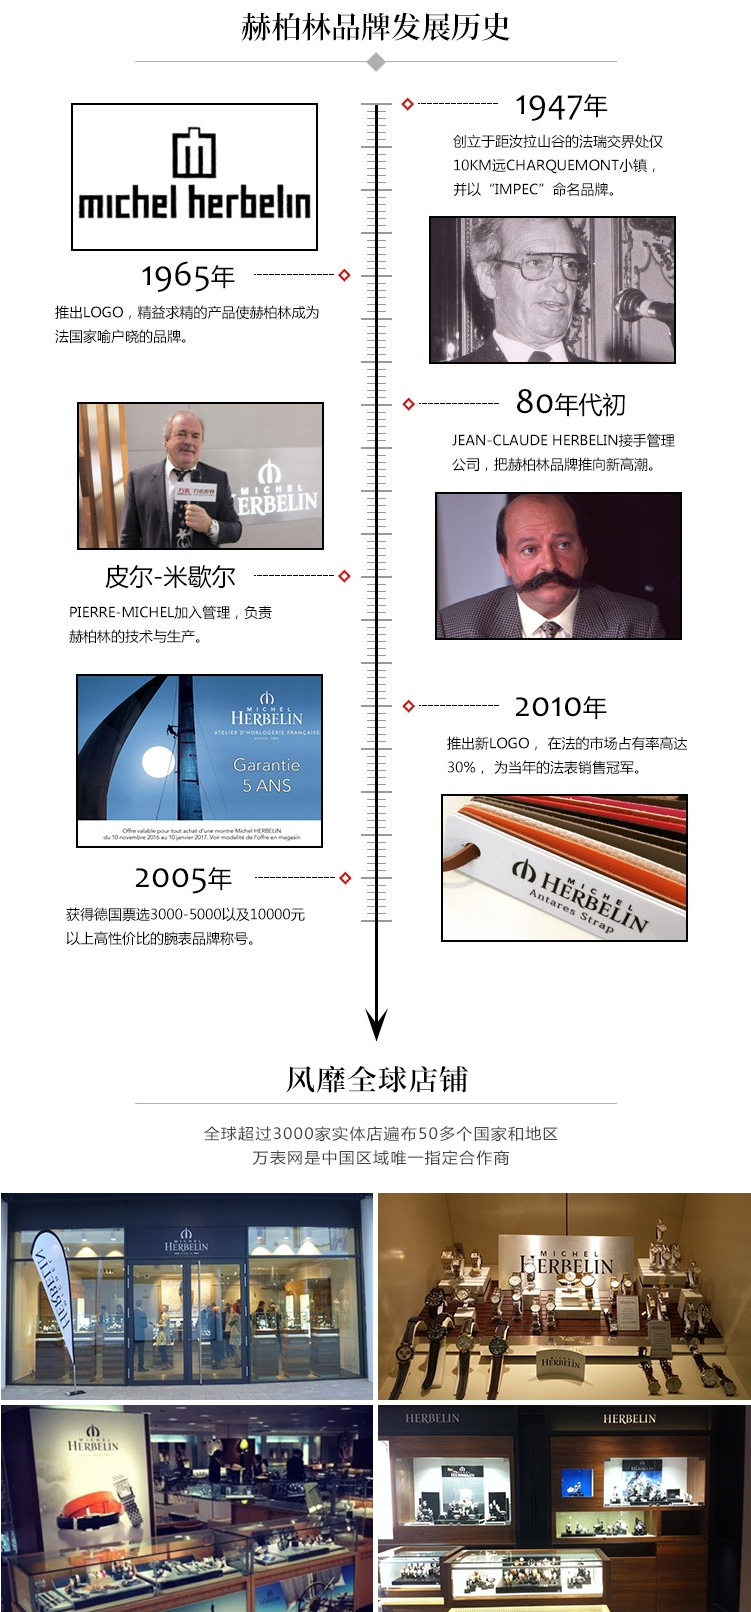 赫柏林品牌发展历史
1947年
创立于距汝拉山谷的法瑞交界处仅
10KM远CHARQUEMONT小镇，
并以“IMPEC”命名品牌。
michel herbelin
1965年
推出LOGO，精益求精的产品使赫柏林成为
法国家喻户晓的品牌。
80年代初
JEAN-CLAUDE HERBELIN接手管理
公司，把赫柏林品牌推向新高潮。
MICHEL
HERBELIN
皮尔-米歇尔
PIERRE-MICHEL加入管理，负责
赫柏林的技术与生产。
MICHEL
HERBELIN
ATELIER D'HORLOGERIE FRANÇAISE
Garantie
5 ANS
Offre valable pour tout achat d'une montre Michel HERBELIN
du 10 novembre 2016 au 10 janvier 2017. Voir modalité de l'offre en magasin
2010年
推出新LOGO， 在法的市场占有率高达
30%， 为当年的法表销售冠军。
MICHEL
HERBELIN
Antares Strap
2005年
获得德国票选3000-5000以及10000元
以上高性价比的腕表品牌称号。
风靡全球店铺
全球超过3000家实体店遍布50多个国家和地区
万表网是中国区域唯一指定合作商
MICHEL
HERBELIN
HERBELIN
MICHEL
HERBELIN
HERBELIN
MICHEL
HERBELIN
HERBELIN
HERBELIN